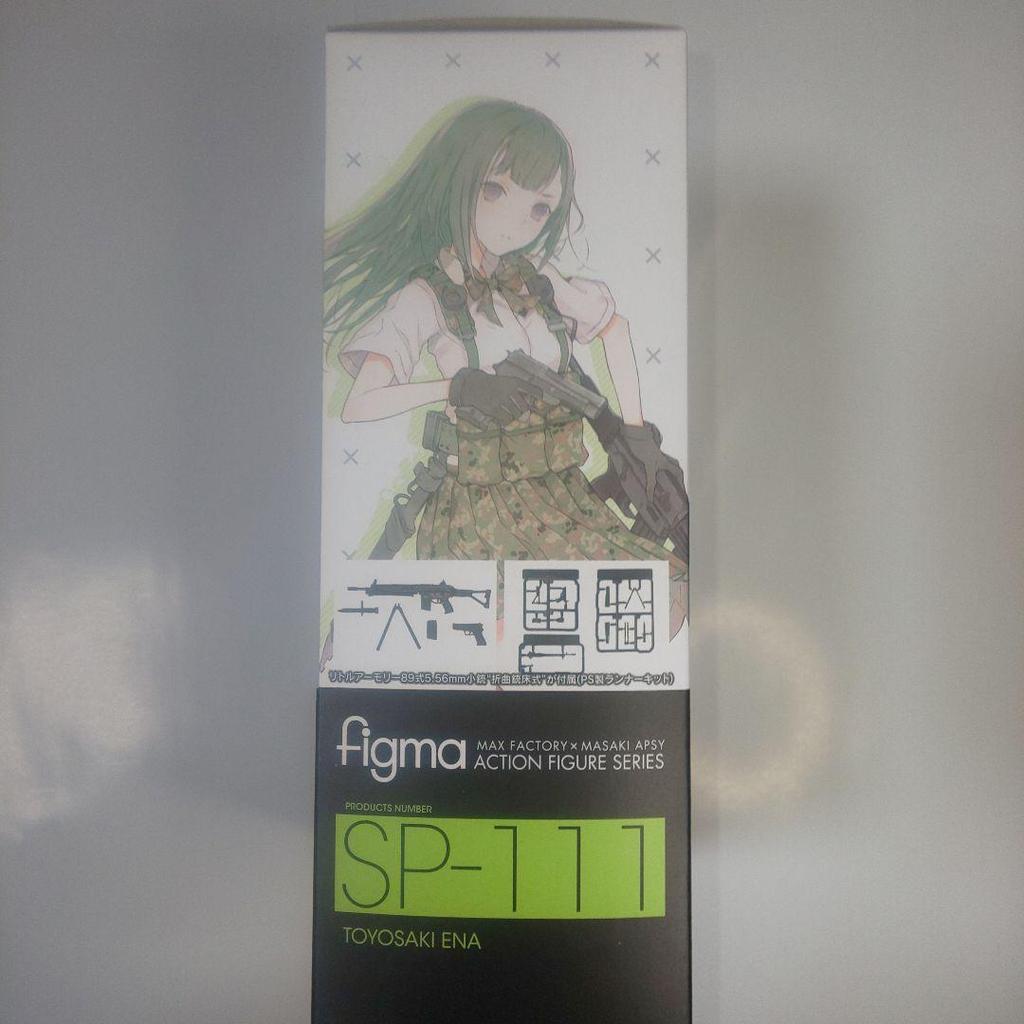 リトルアーモリー89式5.56mm小銃"折曲銃床式"が付属(PS製ランナーキット)
figma
MAX FACTORY×MASAKI APSY
ACTION FIGURE SERIES
PRODUCTS NUMBER
SP-111
TOYOSAKI ENA